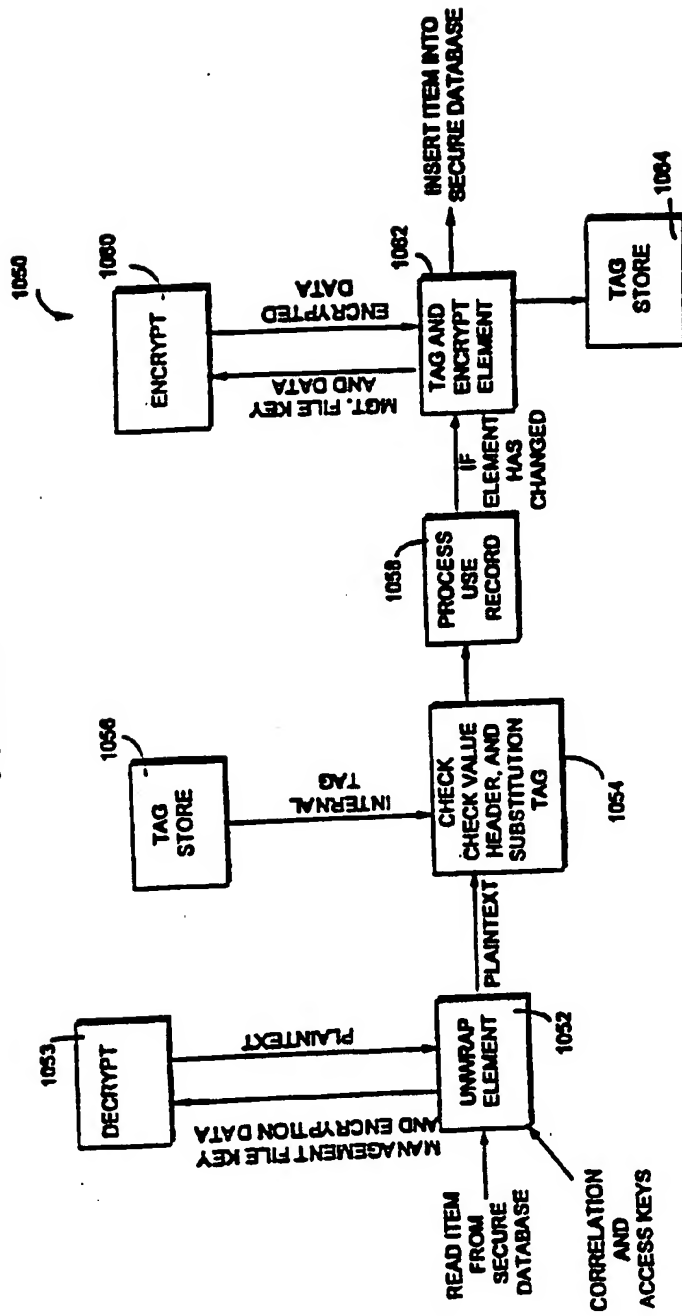 1050
1053
DECRYPT
MANAGEMENT FILE KEY
AND ENCRYPTION DATA
PLAINTEXT
READ ITEM
FROM
SECURE
DATABASE
UNWRAP
ELEMENT
1052
CORRELATION
AND
ACCESS KEYS
PLAINTEXT
1056
TAG
STORE
INTERNAL
TAG
CHECK
CHECK VALUE
HEADER, AND
SUBSTITUTION
TAG
1054
1058
PROCESS
USE
RECORD
IF
ELEMENT
HAS
CHANGED
1060
ENCRYPT
MGT. FILE KEY
AND DATA
ENCRYPTED
DATA
1062
TAG AND
ENCRYPT
ELEMENT
INSERT ITEM INTO
SECURE DATABASE
TAG
STORE
1064